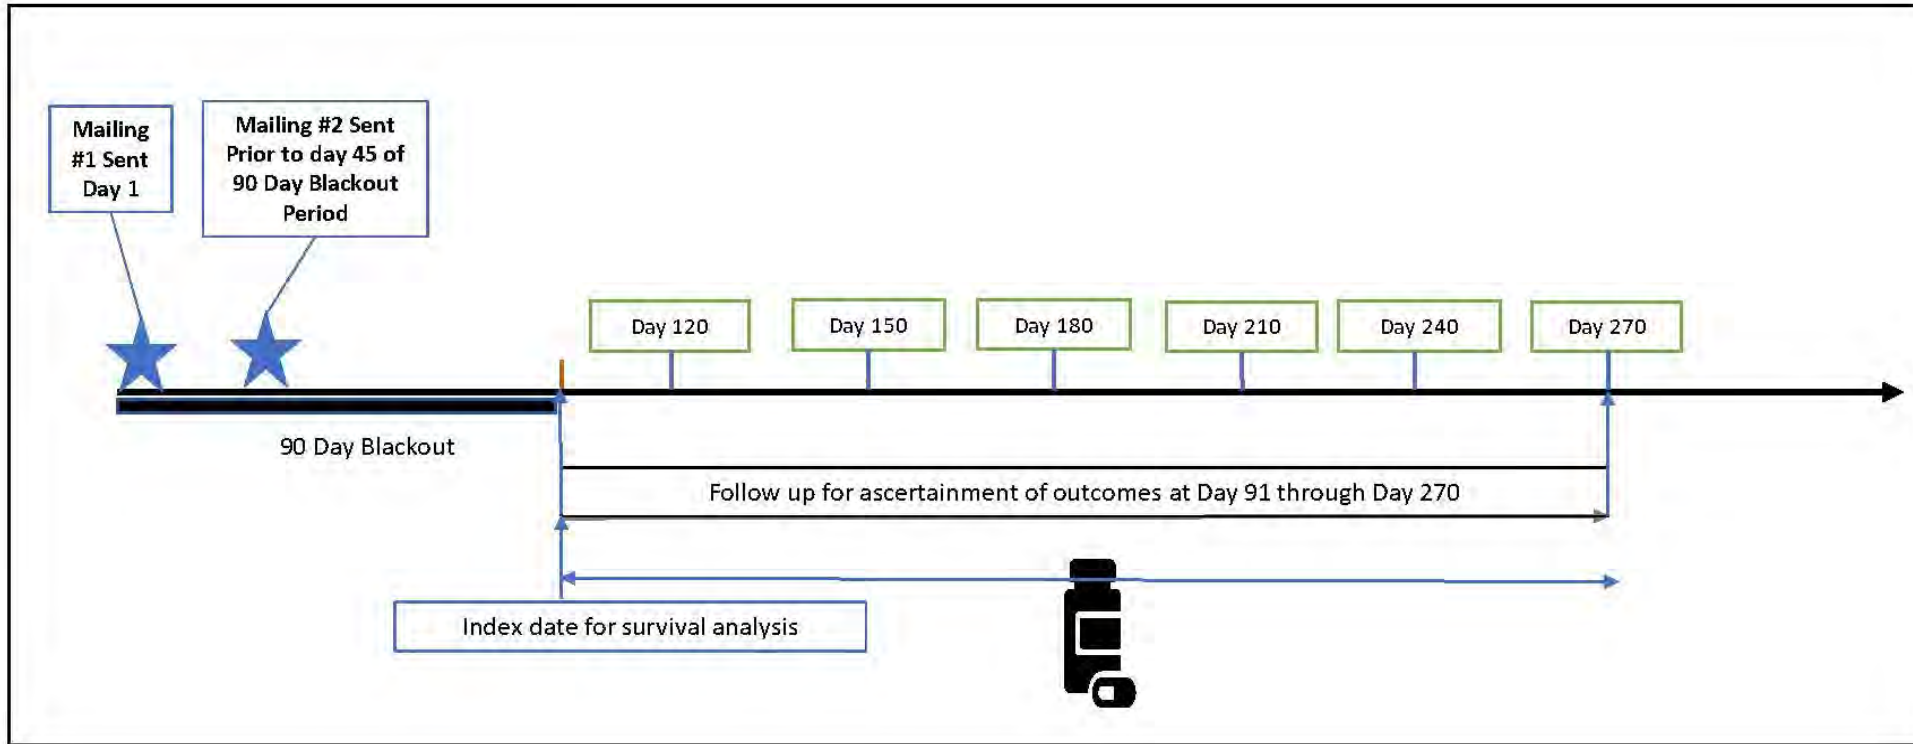 Mailing
#1 Sent
Day 1
Mailing #2 Sent
Prior to day 45 of
90 Day Blackout
Period
Day 120
Day 150
Day 180
Day 210
Day 240
Day 270
90 Day Blackout
Follow up for ascertainment of outcomes at Day 91 through Day 270
Index date for survival analysis